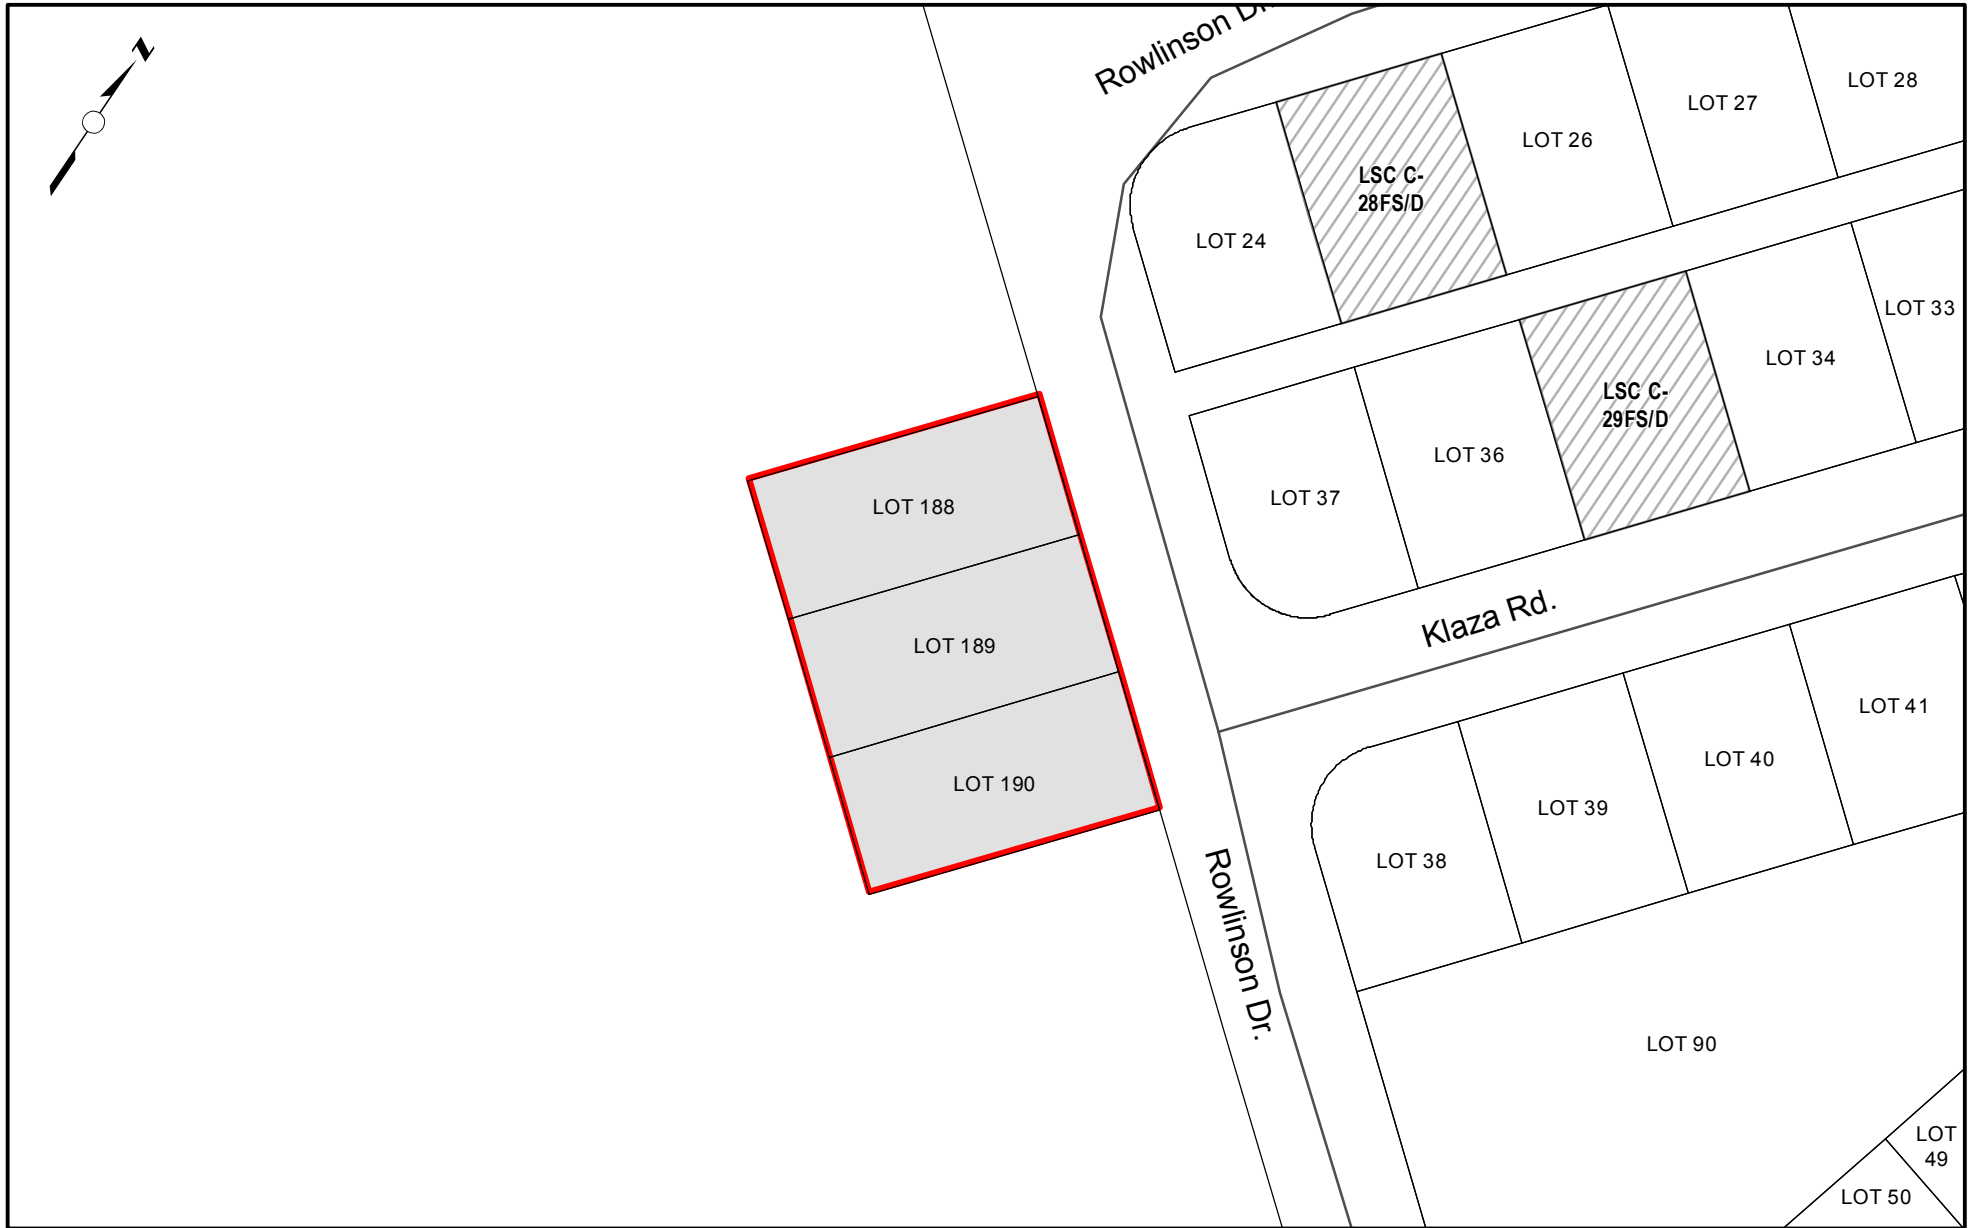 N
Rowlinson Dr.
LOT 28
LOT 27
LOT 26
LSC C-
28FS/D
LOT 24
LOT 33
LOT 34
LSC C-
29FS/D
LOT 36
LOT 37
LOT 188
LOT 189
LOT 190
Klaza Rd.
LOT 41
LOT 40
LOT 39
LOT 38
Rowlinson Dr.
LOT 90
LOT
49
LOT 50